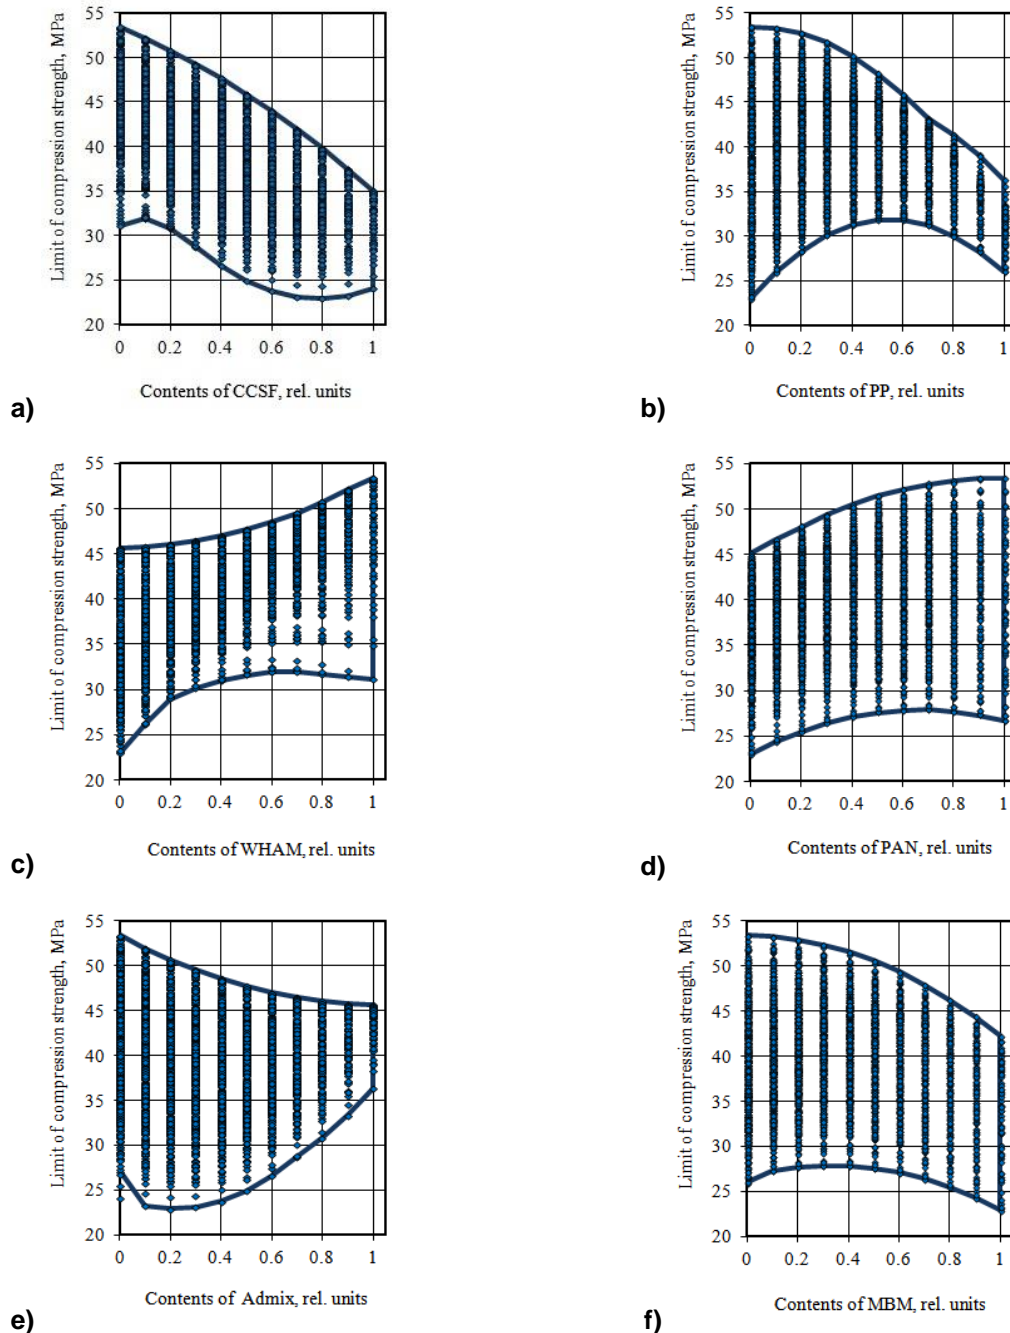 Limit of compression strength, MPa
55
50
45
40
35
30
25
20
0 0.2 0.4 0.6 0.8 1
Contents of CCSF, rel. units
a)
Limit of compression strength, MPa
55
50
45
40
35
30
25
20
0 0.2 0.4 0.6 0.8 1
Contents of PP, rel. units
b)
Limit of compression strength, MPa
55
50
45
40
35
30
25
20
0 0.2 0.4 0.6 0.8 1
Contents of WHAM, rel. units
c)
Limit of compression strength, MPa
55
50
45
40
35
30
25
20
0 0.2 0.4 0.6 0.8 1
Contents of PAN, rel. units
d)
Limit of compression strength, MPa
55
50
45
40
35
30
25
20
0 0.2 0.4 0.6 0.8 1
Contents of Admix, rel. units
e)
Limit of compression strength, MPa
55
50
45
40
35
30
25
20
0 0.2 0.4 0.6 0.8 1
Contents of MBM, rel. units
f)